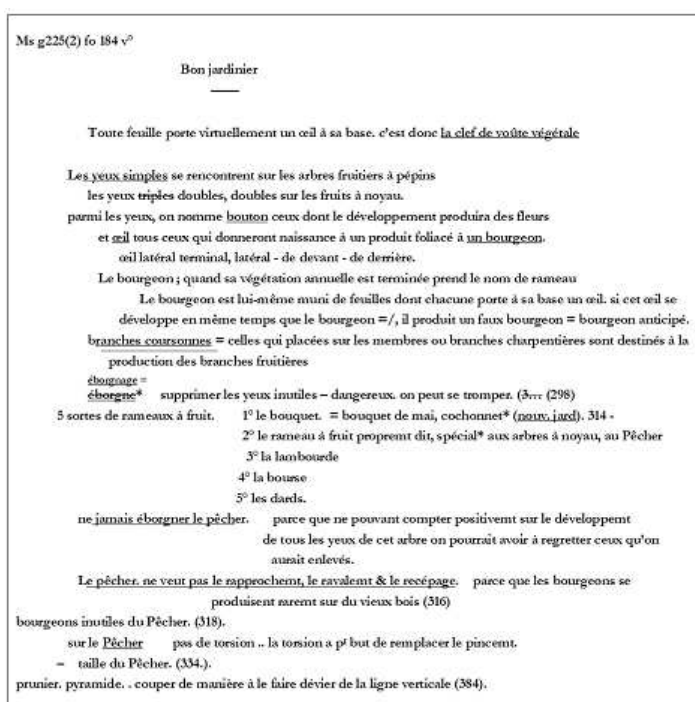 Ms g225(2) fo 184 v°
Bon jardinier
Toute feuille porte virtuellement un œil à sa base. c'est donc la clef de voûte végétale
Les yeux simples se rencontrent sur les arbres fruitiers à pépins
les yeux triples doubles, doubles sur les fruits à noyau.
parmi les yeux, on nomme bouton ceux dont le développement produira des fleurs
et œil tous ceux qui donneront naissance à un produit foliacé à un bourgeon.
œil latéral terminal, latéral - de devant - de derrière.
Le bourgeon ; quand sa végétation annuelle est terminée prend le nom de rameau
Le bourgeon est lui-même muni de feuilles dont chacune porte à sa base un œil. si cet œil se
développe en même temps que le bourgeon =/, il produit un faux bourgeon = bourgeon anticipé.
branches coursonnes = celles qui placées sur les membres ou branches charpentières sont destinés à la
production des branches fruitières
éborgnage =
éborgne* supprimer les yeux inutiles – dangereux. on peut se tromper. (3... (298)
5 sortes de rameaux à fruit. 1° le bouquet. = bouquet de mai, cochonnet* (nouv. jard). 314 -
2° le rameau à fruit propremt dit, spécial* aux arbres à noyau, au Pêcher
3° la lambourde
4° la bourse
5° les dards.
ne jamais éborgner le pêcher. parce que ne pouvant compter positivemt sur le développemt
de tous les yeux de cet arbre on pourrait avoir à regretter ceux qu'on
aurait enlevés.
Le pêcher. ne veut pas le rapprochemt, le ravalemt & le recépage. parce que les bourgeons se
produisent raremt sur du vieux bois (316)
bourgeons inutiles du Pêcher. (318).
sur le Pêcher pas de torsion .. la torsion a pr but de remplacer le pincemt.
– taille du Pêcher. (334.).
prunier. pyramide. . couper de manière à le faire dévier de la ligne verticale (384).